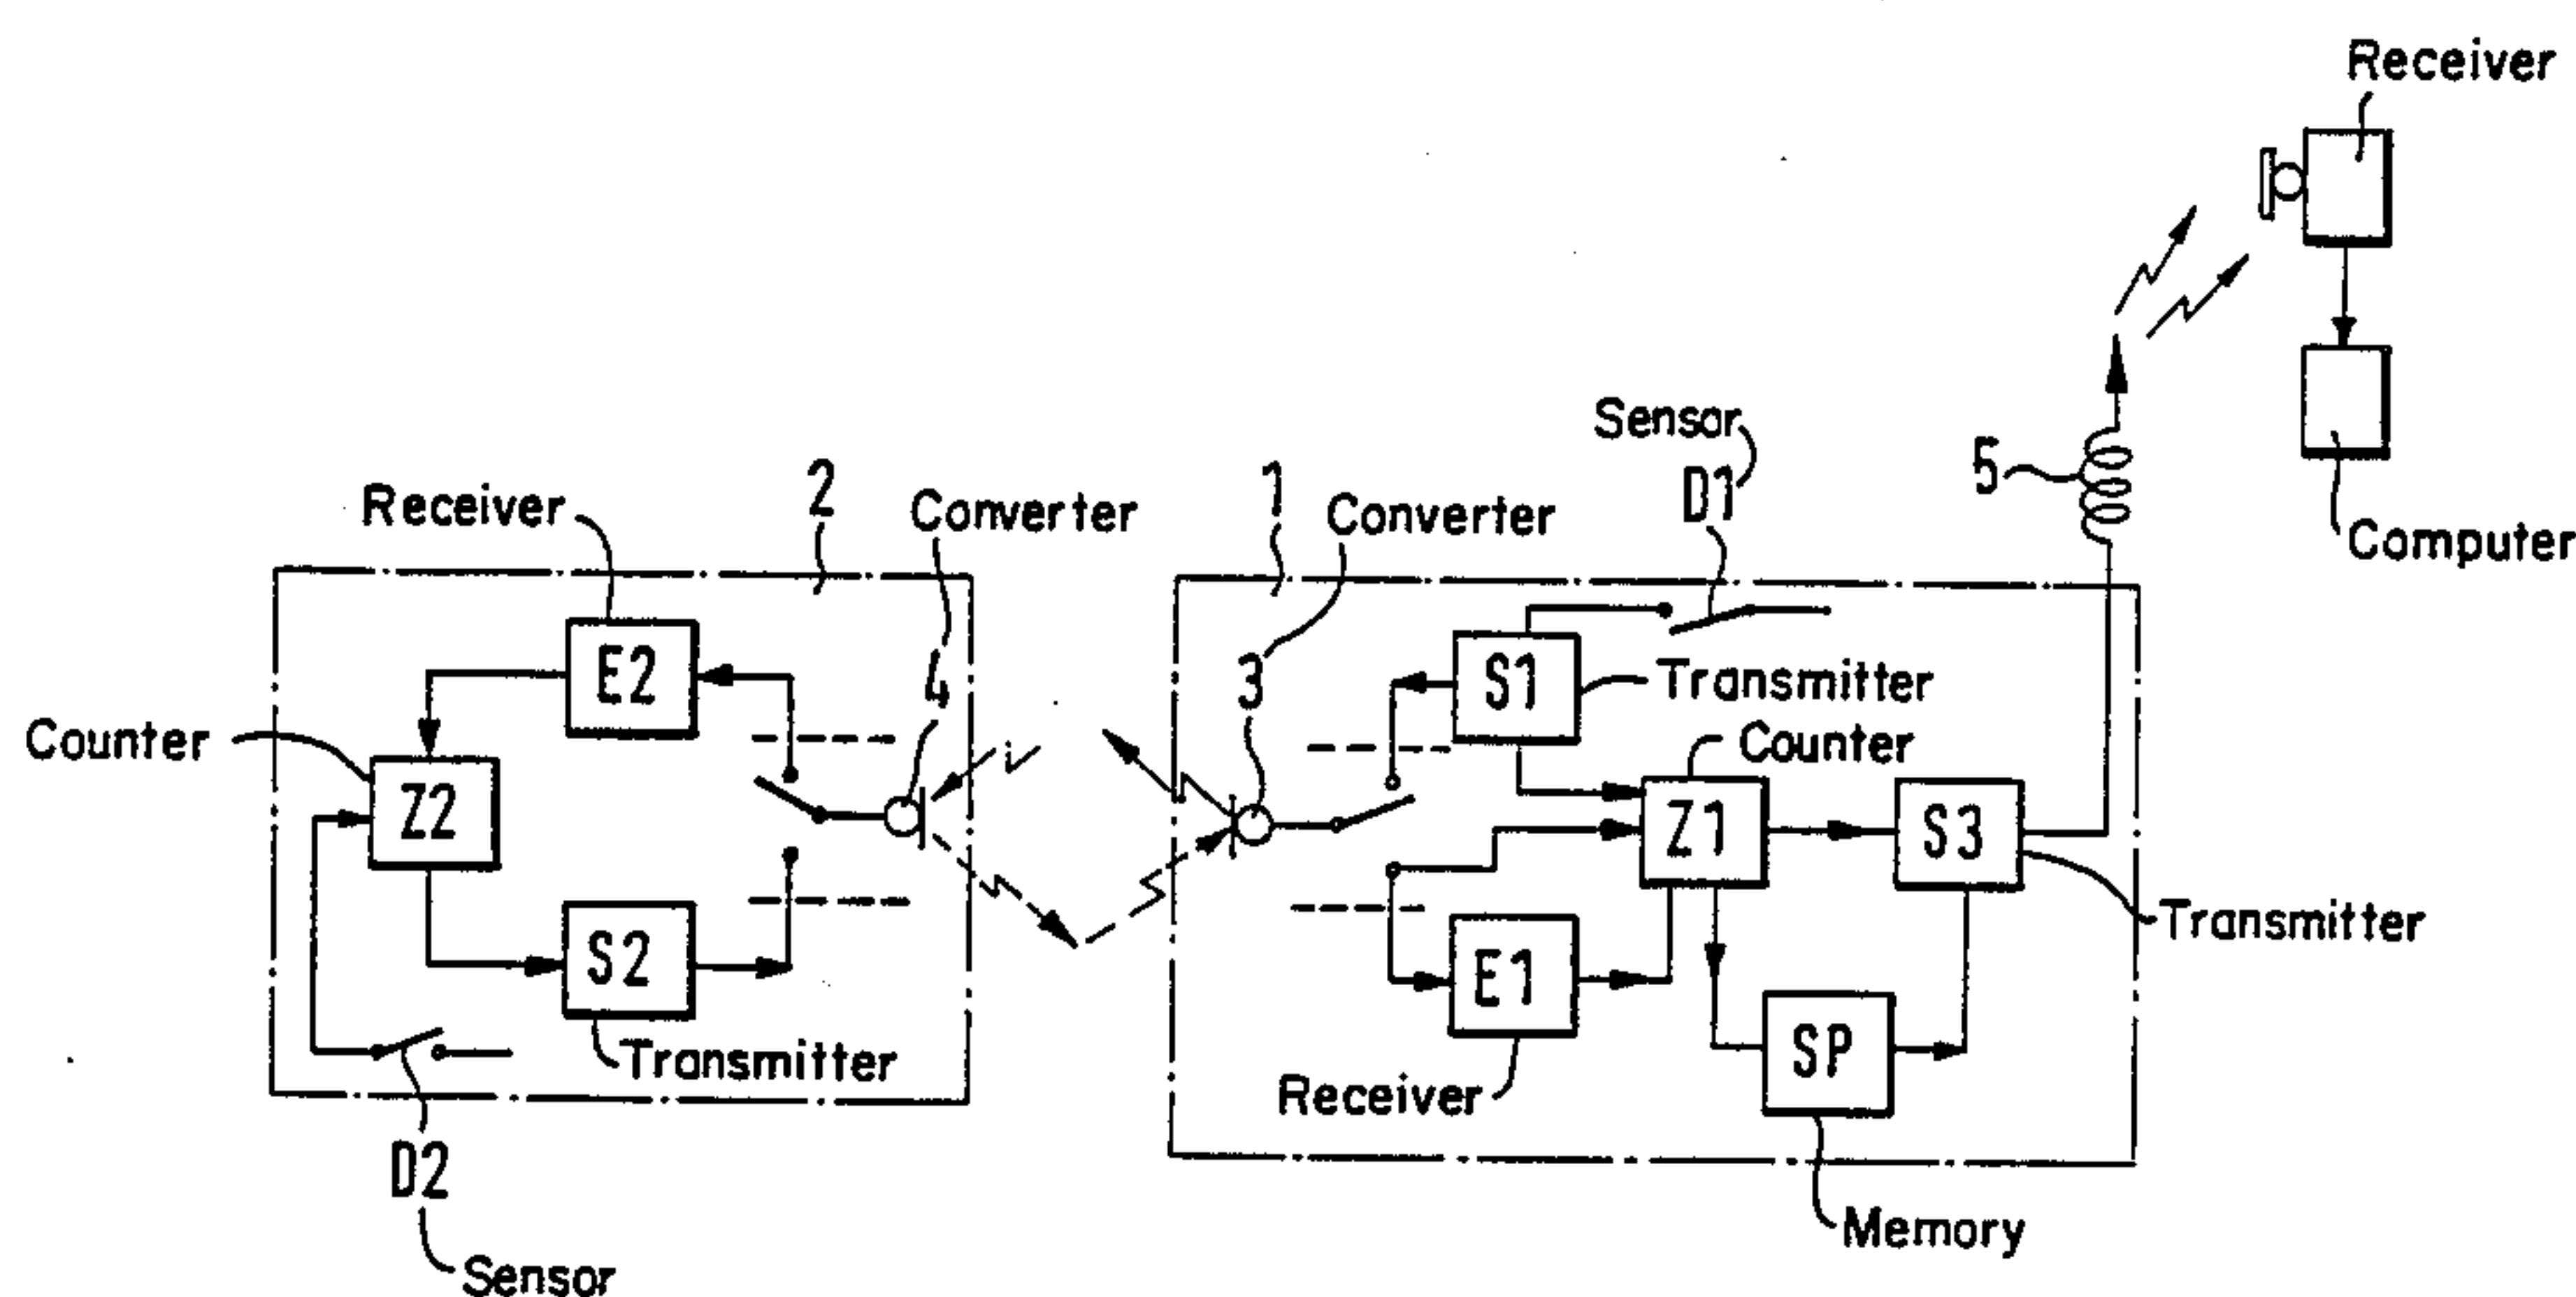 Receiver
Computer
5
Sensor
D1
2
Receiver
Converter
4
E2
Counter
Z2
S2
Transmitter
D2
Sensor
1
Converter
3
S1
Transmitter
Counter
Z1
S3
Transmitter
E1
Receiver
SP
Memory